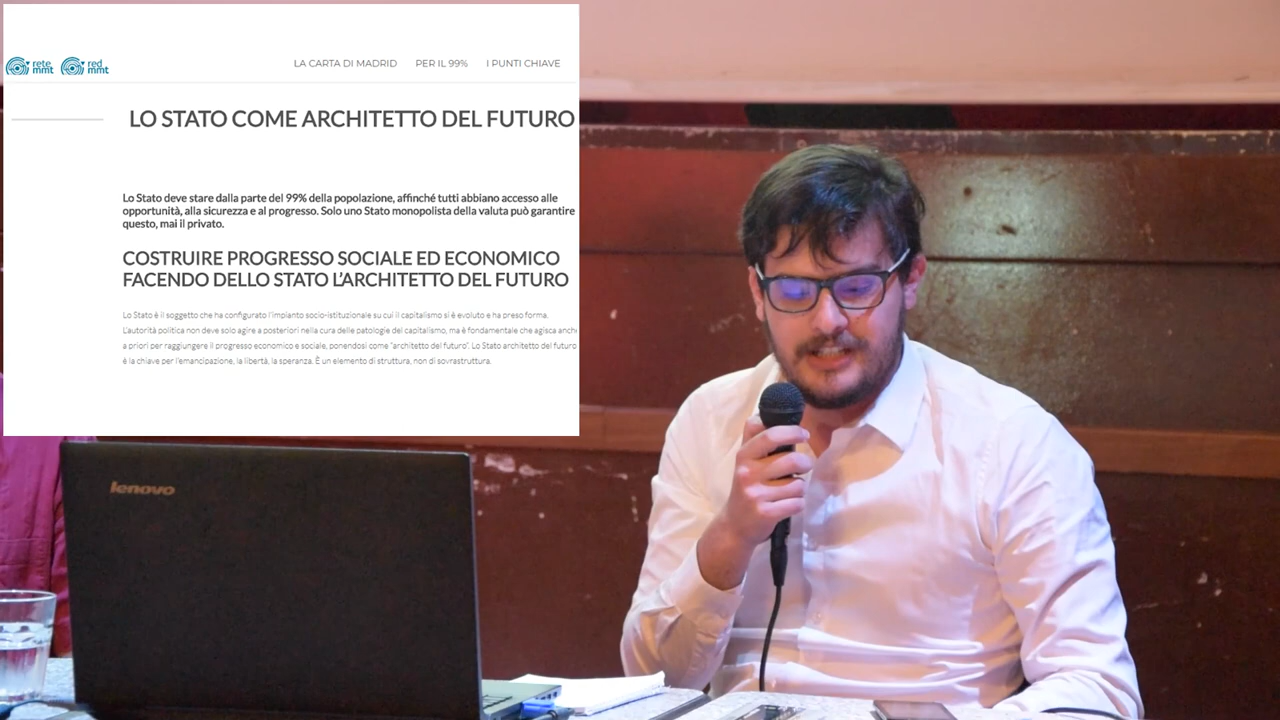 rete mmt red mmt LA CARTA DI MADRID PER IL 99% I PUNTI CHIAVE
LO STATO COME ARCHITETTO DEL FUTURO
Lo Stato deve stare dalla parte del 99% della popolazione, affinché tutti abbiano accesso alle
opportunità, alla sicurezza e al progresso. Solo uno Stato monopolista della valuta può garantire
questo, mai il privato.
COSTRUIRE PROGRESSO SOCIALE ED ECONOMICO
FACENDO DELLO STATO L'ARCHITETTO DEL FUTURO
Lo Stato è il soggetto che ha configurato l'impianto socio-istituzionale su cui il capitalismo si è evoluto e ha preso forma.
L'autorità politica non deve solo agire a posteriori nella cura delle patologie del capitalismo, ma è fondamentale che agisca anche
a priori per raggiungere il progresso economico e sociale, ponendosi come "architetto del futuro". Lo Stato architetto del futuro
è la chiave per l'emancipazione, la libertà, la speranza. È un elemento di struttura, non di sovrastruttura.
lenovo